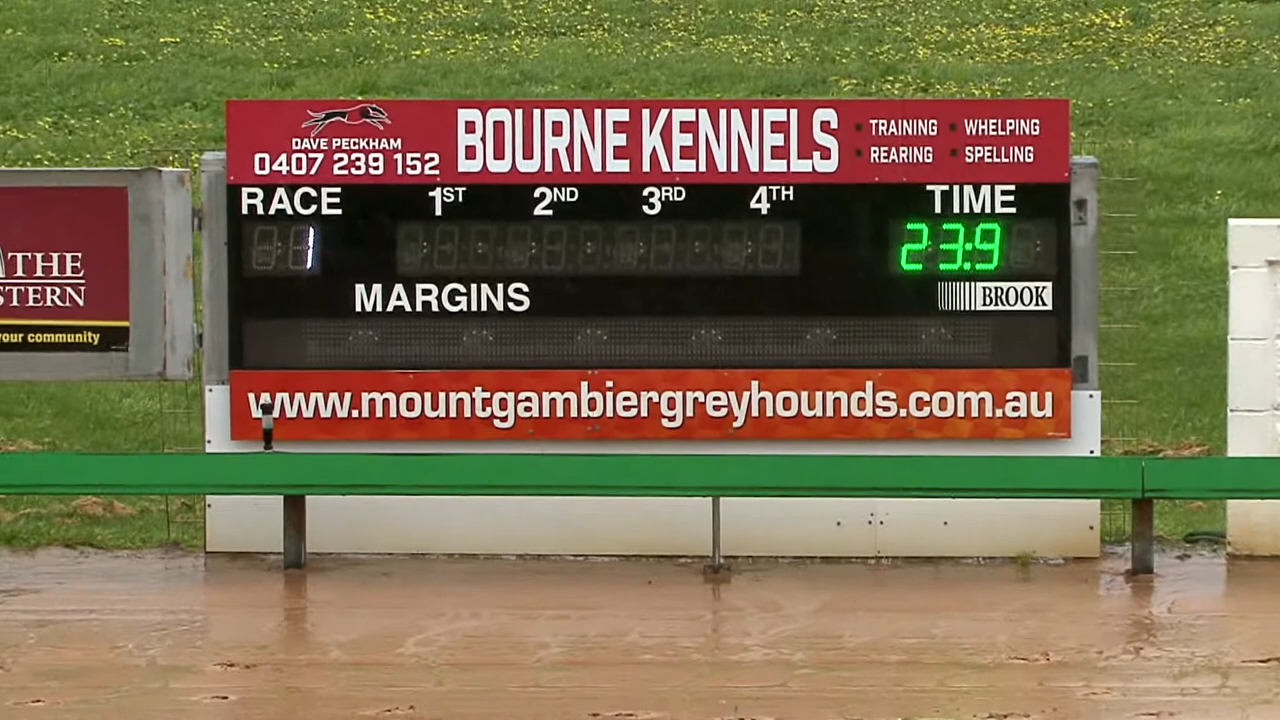 DAVE PECKHAM
0407 239 152
BOURNE KENNELS
TRAINING WHELPING
REARING SPELLING
RACE 1ST 2ND 3RD 4TH TIME
1 23:9
MARGINS
BROOK
THE
STERN
your community
www.mountgambiergreyhounds.com.au